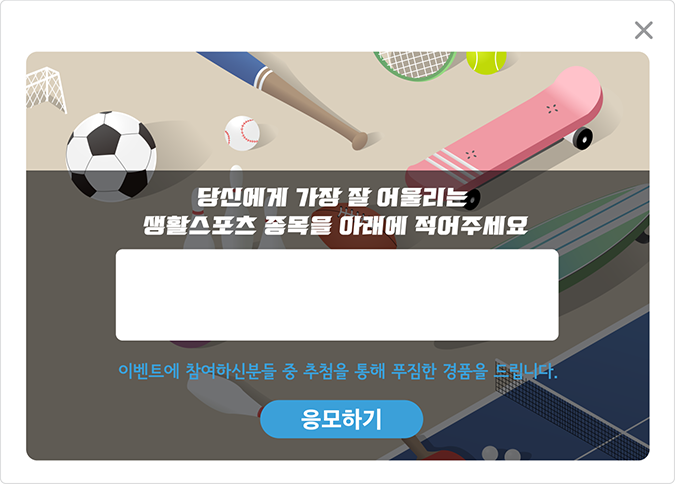 당신에게 가장 잘 어울리는
생활스포츠 종목을 아래에 적어주세요
이벤트에 참여하신분들 중 추첨을 통해 푸짐한 경품을 드립니다.
응모하기